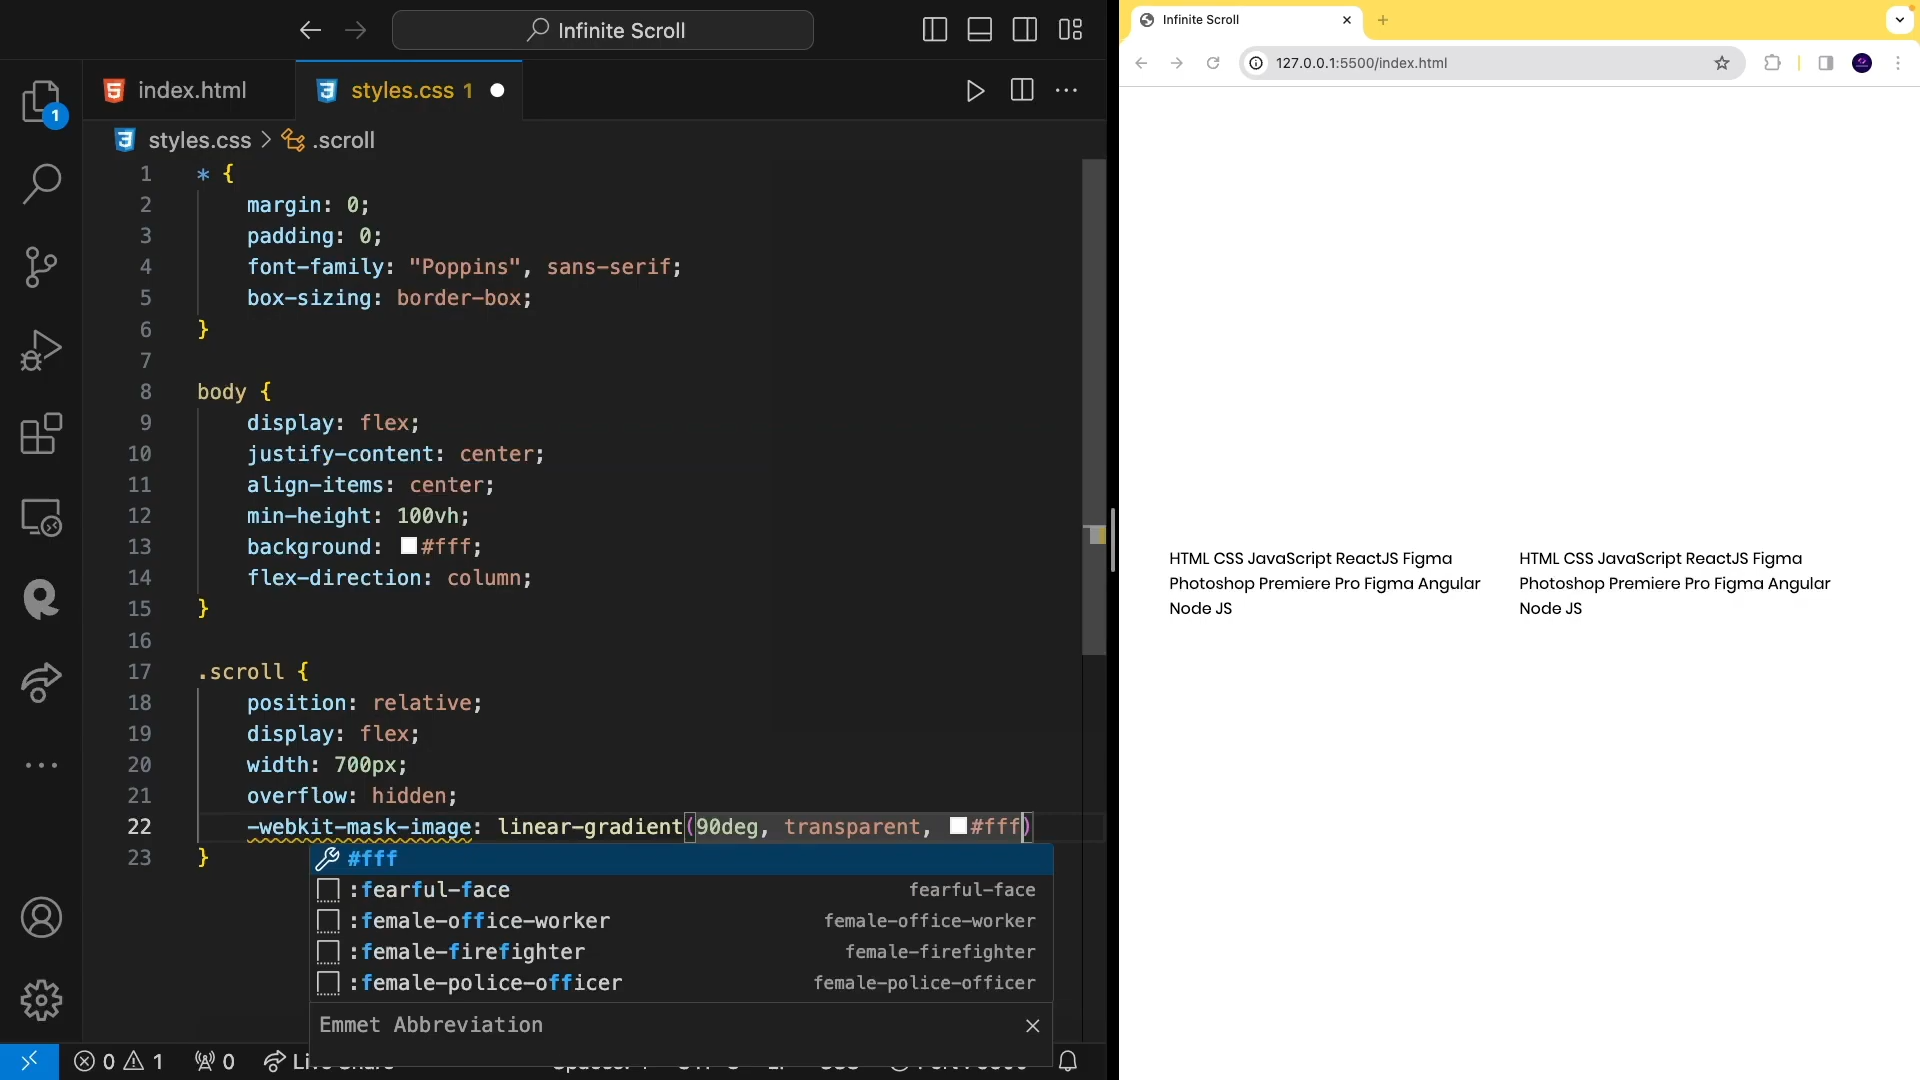 Infinite Scroll
index.html
styles.css 1
styles.css > .scroll
1 * {
2 margin: 0;
3 padding: 0;
4 font-family: "Poppins", sans-serif;
5 box-sizing: border-box;
6 }
7
8 body {
9 display: flex;
10 justify-content: center;
11 align-items: center;
12 min-height: 100vh;
13 background: #fff;
14 flex-direction: column;
15 }
16
17 .scroll {
18 position: relative;
19 display: flex;
20 width: 700px;
21 overflow: hidden;
22 -webkit-mask-image: linear-gradient(90deg, transparent, #fff)
23 }
#fff
:fearful-face fearful-face
:female-office-worker female-office-worker
:female-firefighter female-firefighter
:female-police-officer female-police-officer
Emmet Abbreviation
1
0 1 0
Infinite Scroll
127.0.0.1:5500/index.html
HTML CSS JavaScript ReactJS Figma
Photoshop Premiere Pro Figma Angular
Node JS
HTML CSS JavaScript ReactJS Figma
Photoshop Premiere Pro Figma Angular
Node JS